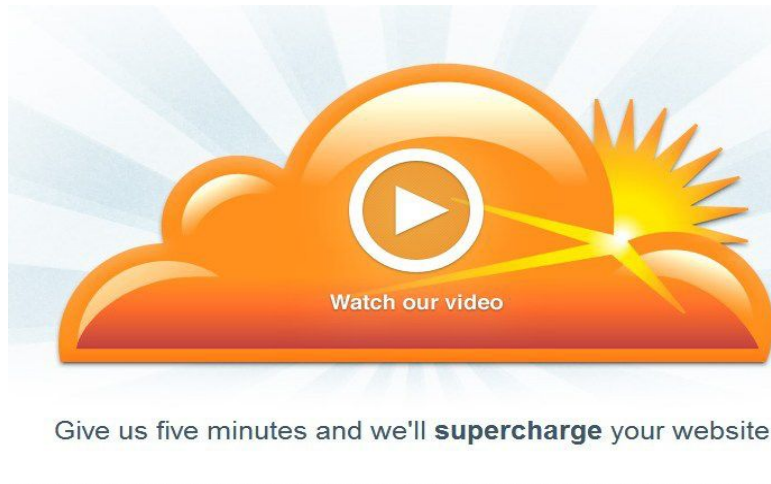 Watch our video
Give us five minutes and we'll supercharge your website